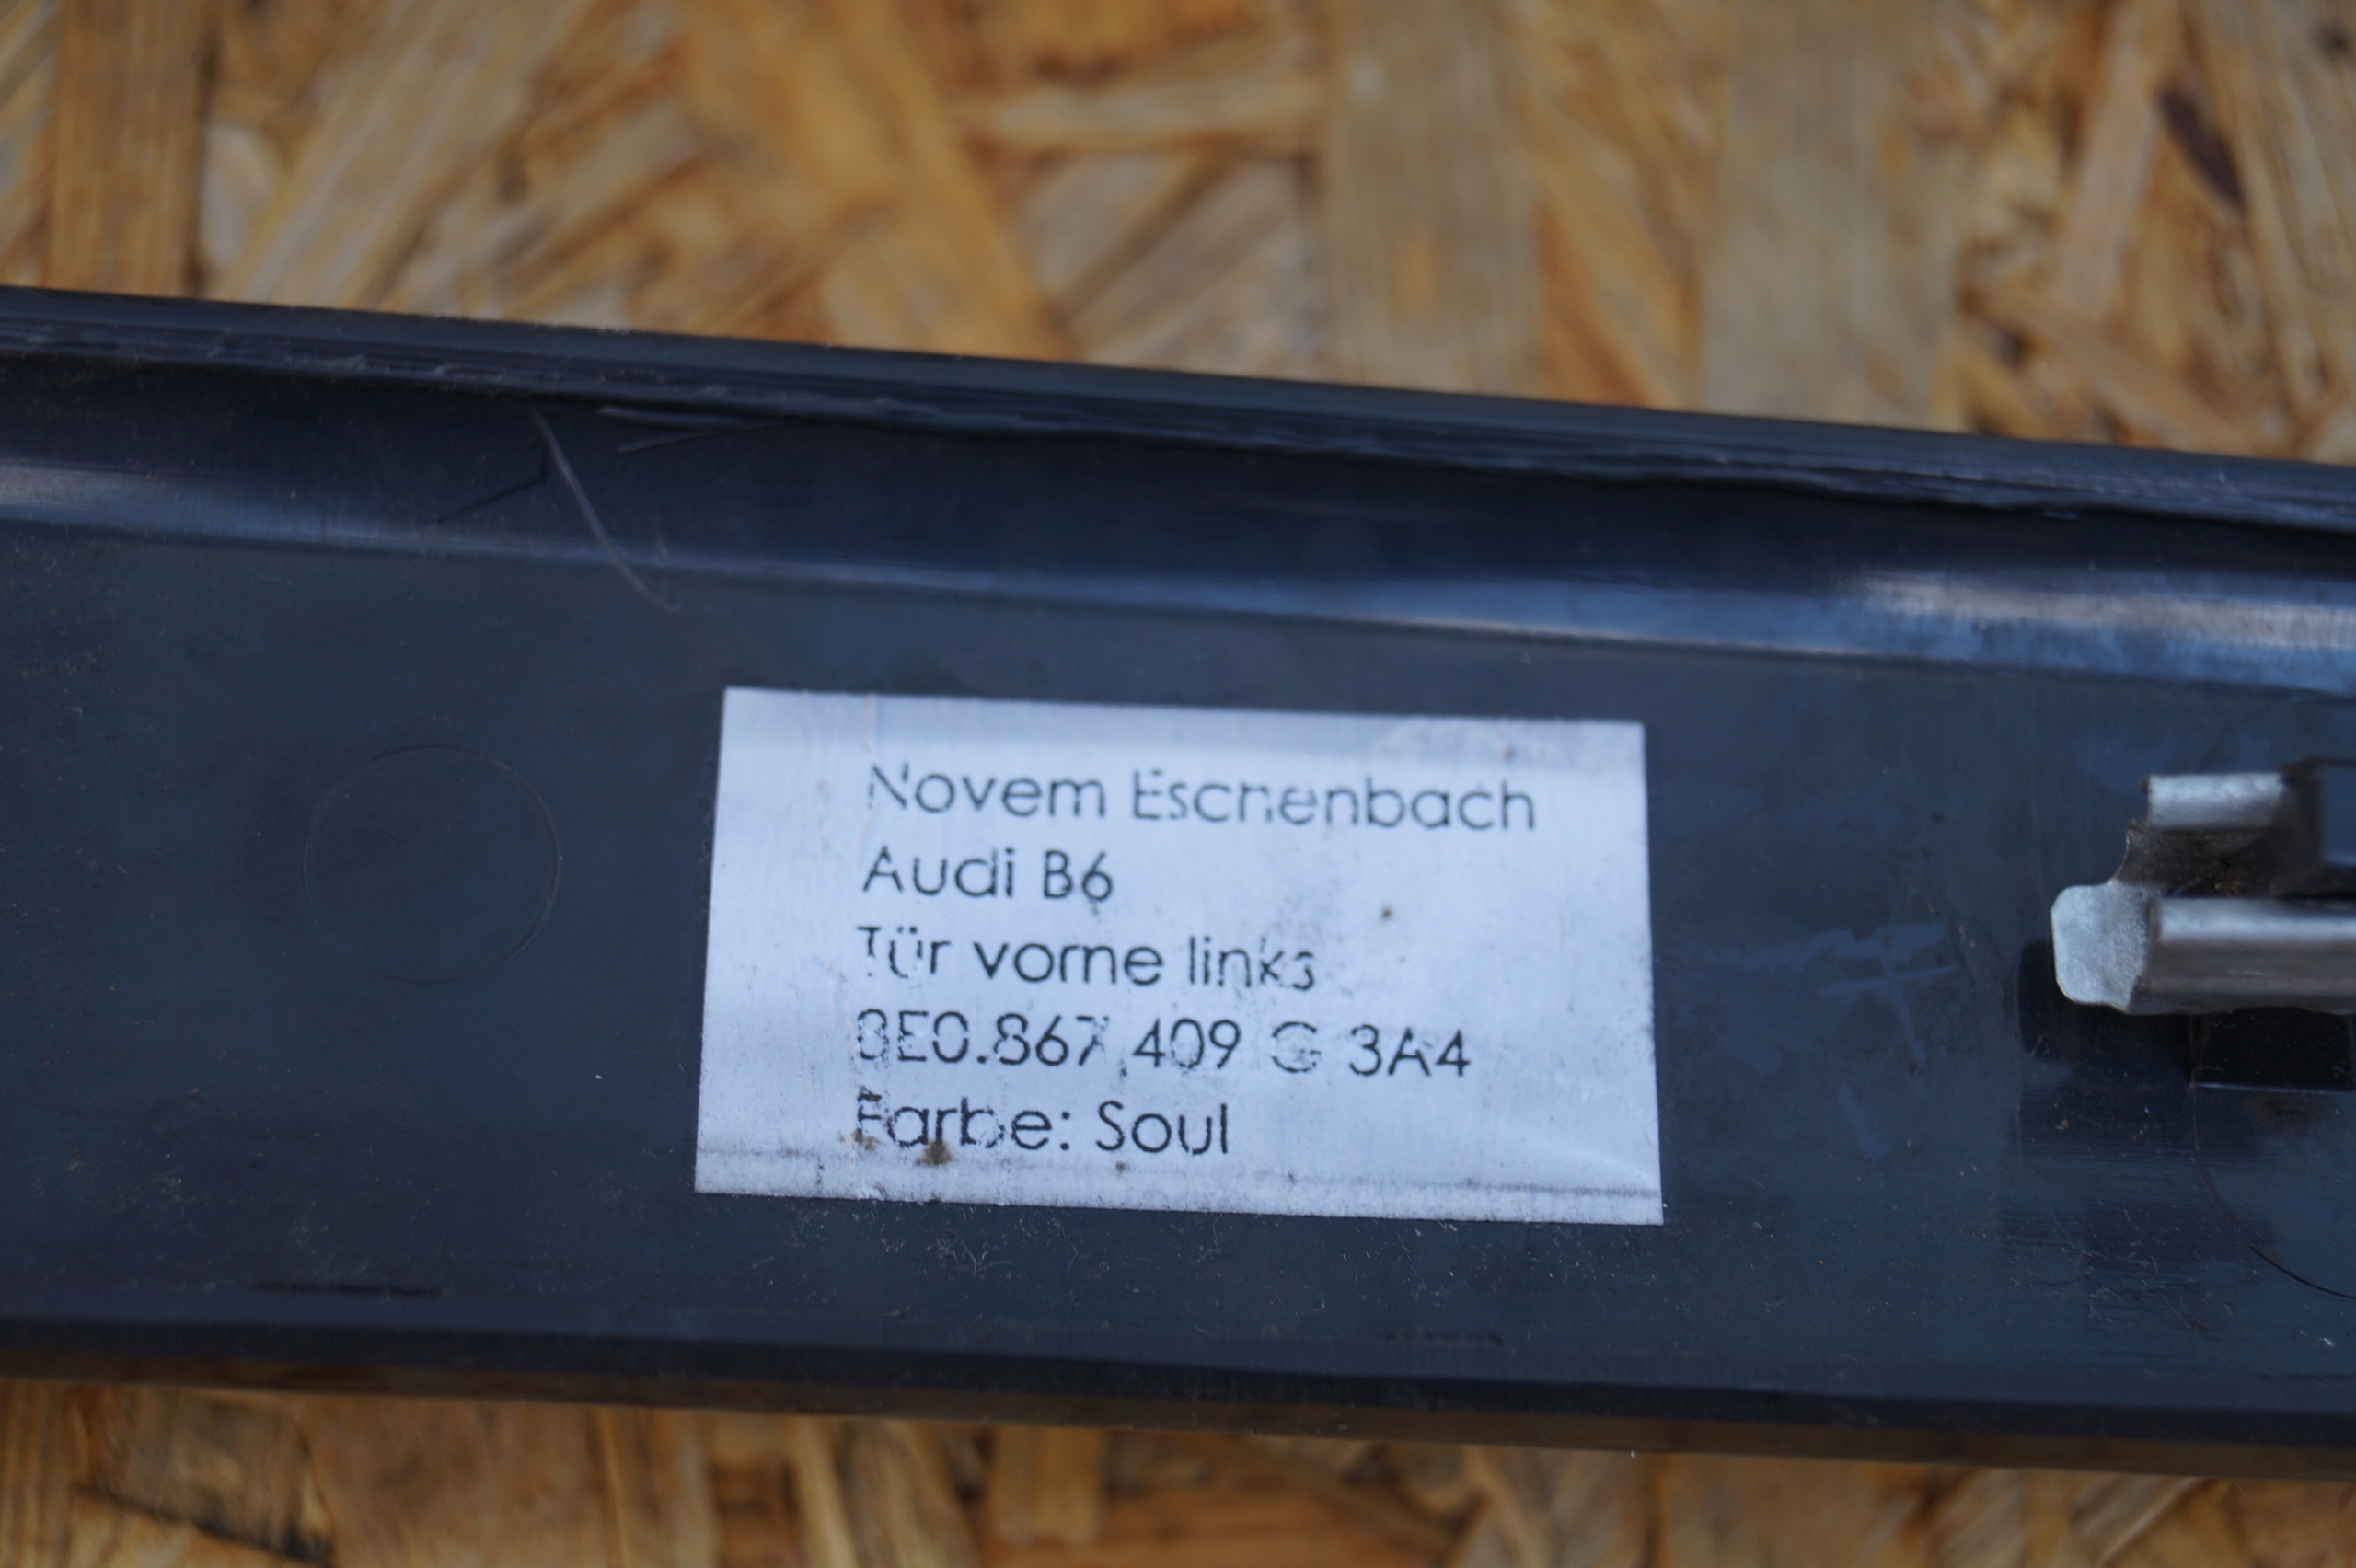 Novem Eschenbach
Audi B6
Tür vorne links
8E0.867.409 G 3A4
Farbe: Soul